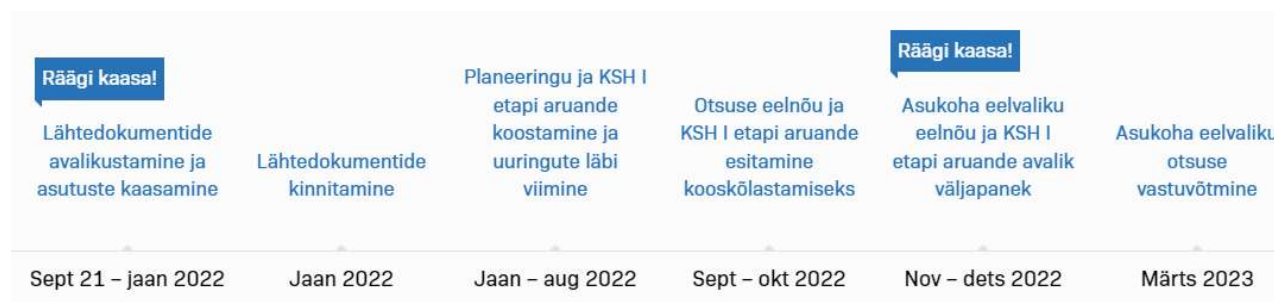 Räägi kaasa!
Lähtedokumentide
avalikustamine ja
asutuste kaasamine
Sept 21 – jaan 2022
Lähtedokumentide
kinnitamine
Jaan 2022
Planeeringu ja KSH I
etapi aruande
koostamine ja
uuringute läbi
viimine
Jaan – aug 2022
Otsuse eelnõu ja
KSH I etapi aruande
esitamine
kooskõlastamiseks
Sept – okt 2022
Räägi kaasa!
Asukoha eelvaliku
eelnõu ja KSH I
etapi aruande avalik
väljapanek
Nov – dets 2022
Asukoha eelvaliku
otsuse
vastuvõtmine
Märts 2023